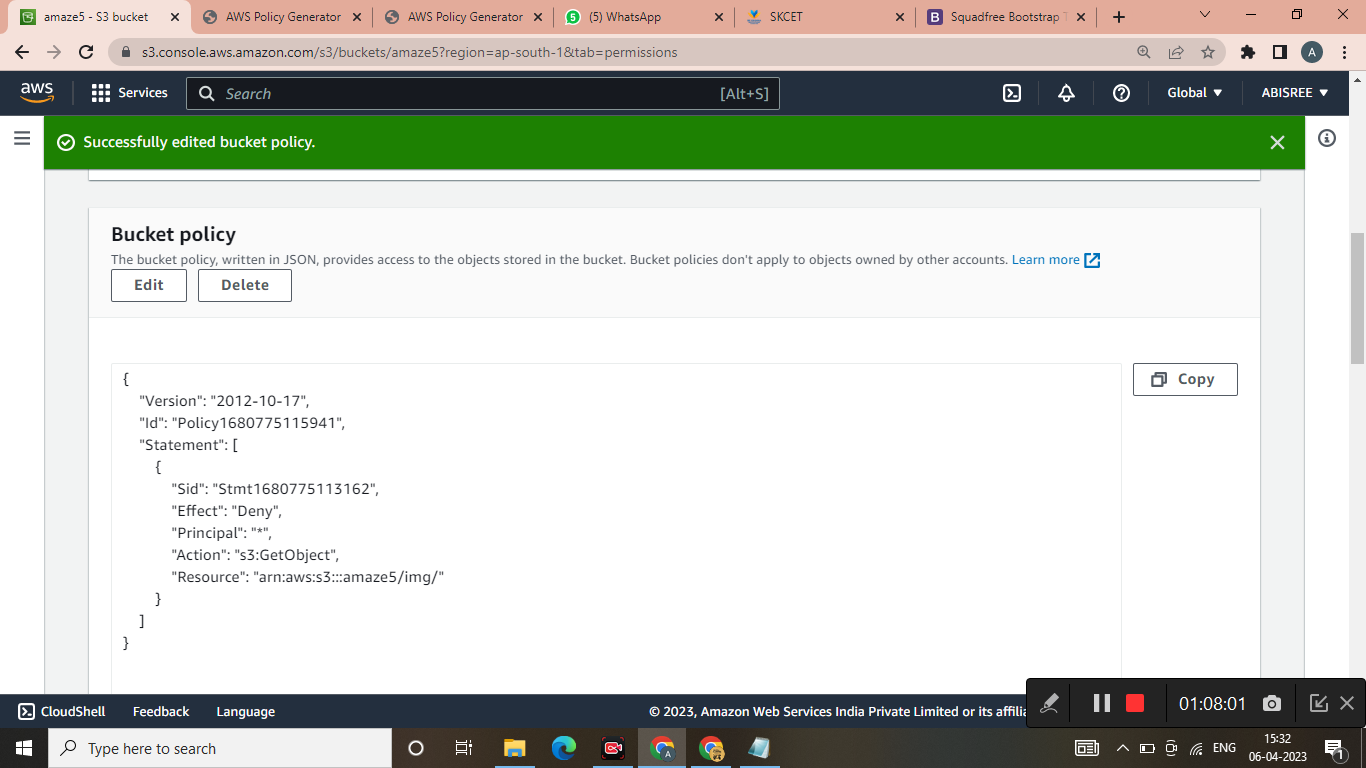 amaze5 - S3 bucket
AWS Policy Generator
AWS Policy Generator
(5) WhatsApp
SKCET
Squadfree Bootstrap T
s3.console.aws.amazon.com/s3/buckets/amaze5?region=ap-south-1&tab=permissions
A
aws
Services
Search
[Alt+S]
Global
ABISREE
Successfully edited bucket policy.
Bucket policy
The bucket policy, written in JSON, provides access to the objects stored in the bucket. Bucket policies don't apply to objects owned by other accounts. Learn more
Edit
Delete
Copy
{
"Version": "2012-10-17",
"Id": "Policy1680775115941",
"Statement": [
{
"Sid": "Stmt1680775113162",
"Effect": "Deny",
"Principal": "*",
"Action": "s3:GetObject",
"Resource": "arn:aws:s3:::amaze5/img/"
}
]
}
CloudShell
Feedback
Language
© 2023, Amazon Web Services India Private Limited or its affilia
01:08:01
Type here to search
ENG
15:32
06-04-2023
1